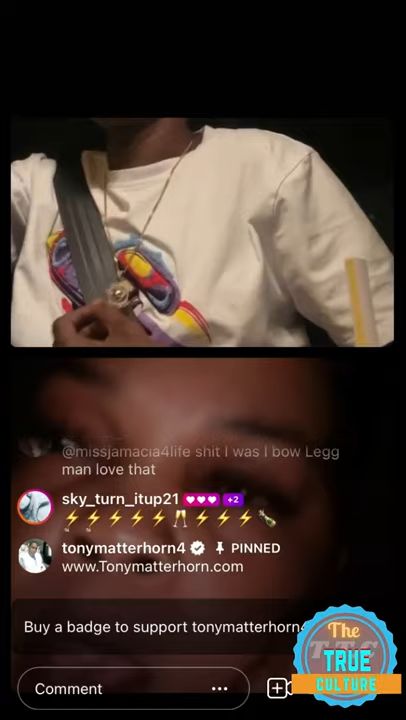 @missjamacia4life shit I was I bow Legg
man love that
sky_turn_itup21 +2
tonymatterhorn4 PINNED
www.Tonymatterhorn.com
Buy a badge to support tonymatterhorn4
Comment
The
TRUE
CULTURE